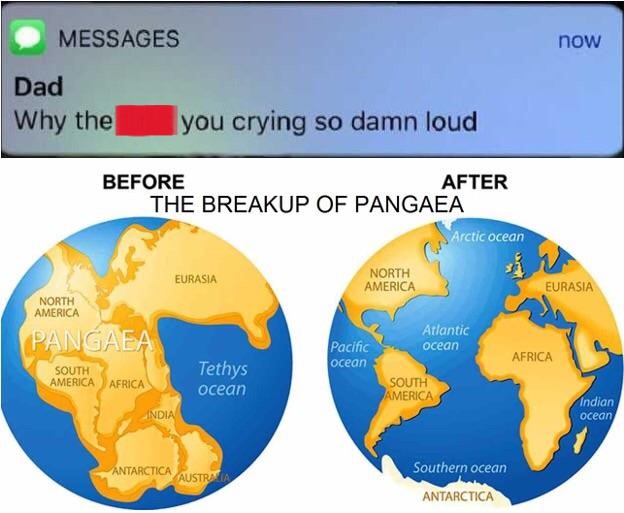 MESSAGES
now
Dad
Why the you crying so damn loud
BEFORE
AFTER
THE BREAKUP OF PANGAEA
EURASIA
NORTH
AMERICA
PANGAEA
SOUTH
AMERICA
AFRICA
INDIA
ANTARCTICA
AUSTRALIA
Tethys
ocean
Arctic ocean
NORTH
AMERICA
EURASIA
Atlantic
ocean
Pacific
ocean
AFRICA
SOUTH
AMERICA
Indian
ocean
Southern ocean
ANTARCTICA